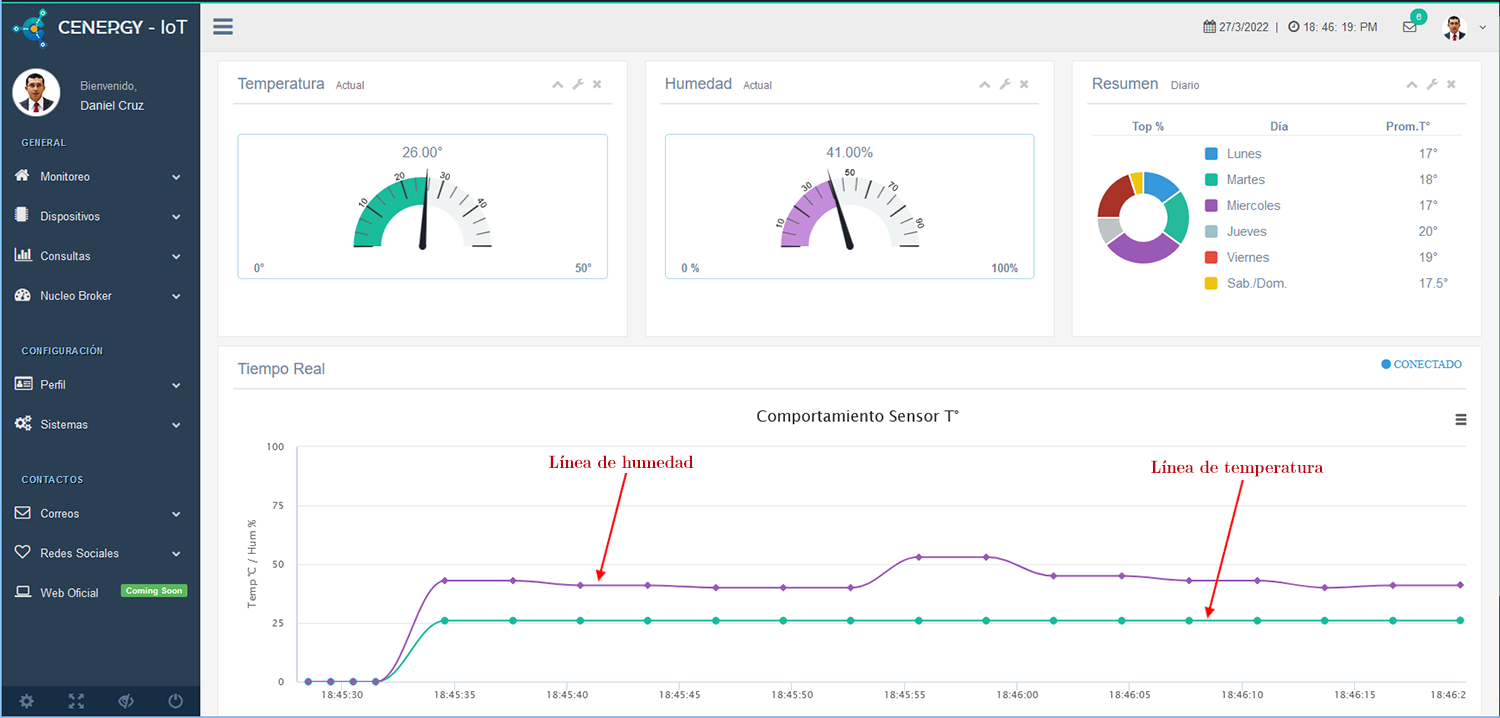 CENERGY - IoT
27/3/2022 | 18: 46: 19: PM
6
Bienvenido,
Daniel Cruz
GENERAL
Monitoreo
Dispositivos
Consultas
Nucleo Broker
CONFIGURACIÓN
Perfil
Sistemas
CONTACTOS
Correos
Redes Sociales
Web Oficial Coming Soon
Temperatura Actual
26.00°
10 20 30 40
0° 50°
Humedad Actual
41.00%
10 30 50 70 90
0 % 100%
Resumen Diario
Top % Día Prom.T°
Lunes 17°
Martes 18°
Miercoles 17°
Jueves 20°
Viernes 19°
Sab./Dom. 17.5°
Tiempo Real
CONECTADO
Comportamiento Sensor T°
Línea de humedad
Línea de temperatura
Temp °C / Hum %
100
75
50
25
0
18:45:30 18:45:35 18:45:40 18:45:45 18:45:50 18:45:55 18:46:00 18:46:05 18:46:10 18:46:15 18:46:2